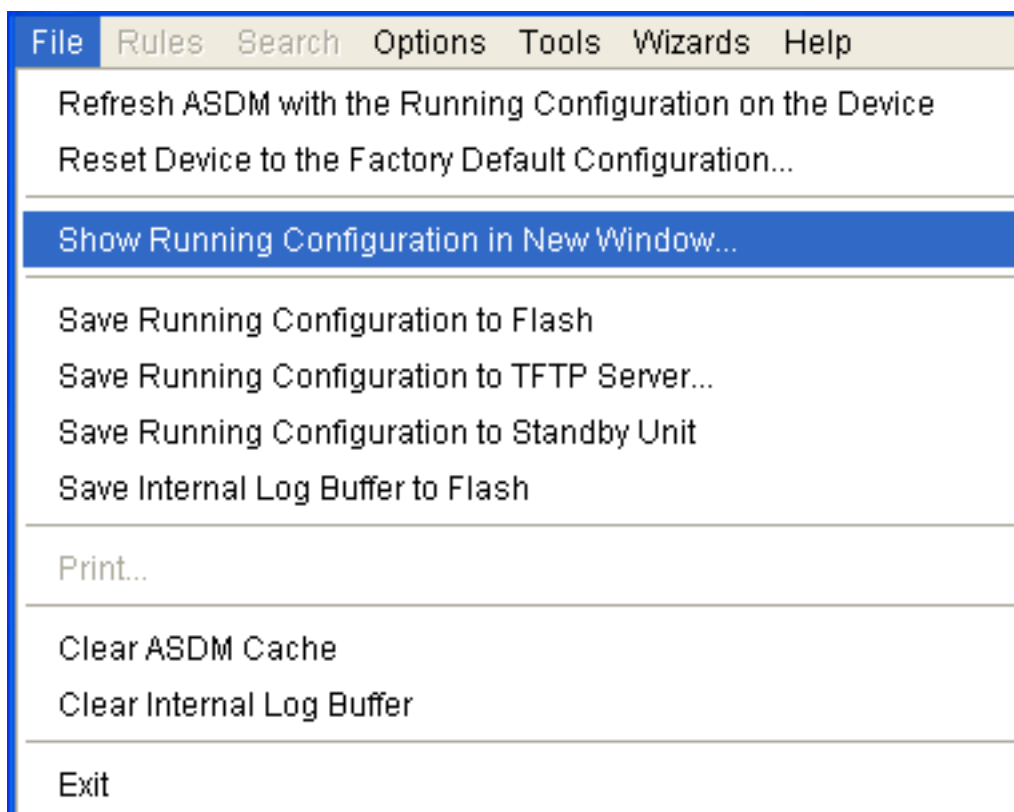 File Rules Search Options Tools Wizards Help
Refresh ASDM with the Running Configuration on the Device
Reset Device to the Factory Default Configuration...
Show Running Configuration in New Window...
Save Running Configuration to Flash
Save Running Configuration to TFTP Server...
Save Running Configuration to Standby Unit
Save Internal Log Buffer to Flash
Print...
Clear ASDM Cache
Clear Internal Log Buffer
Exit